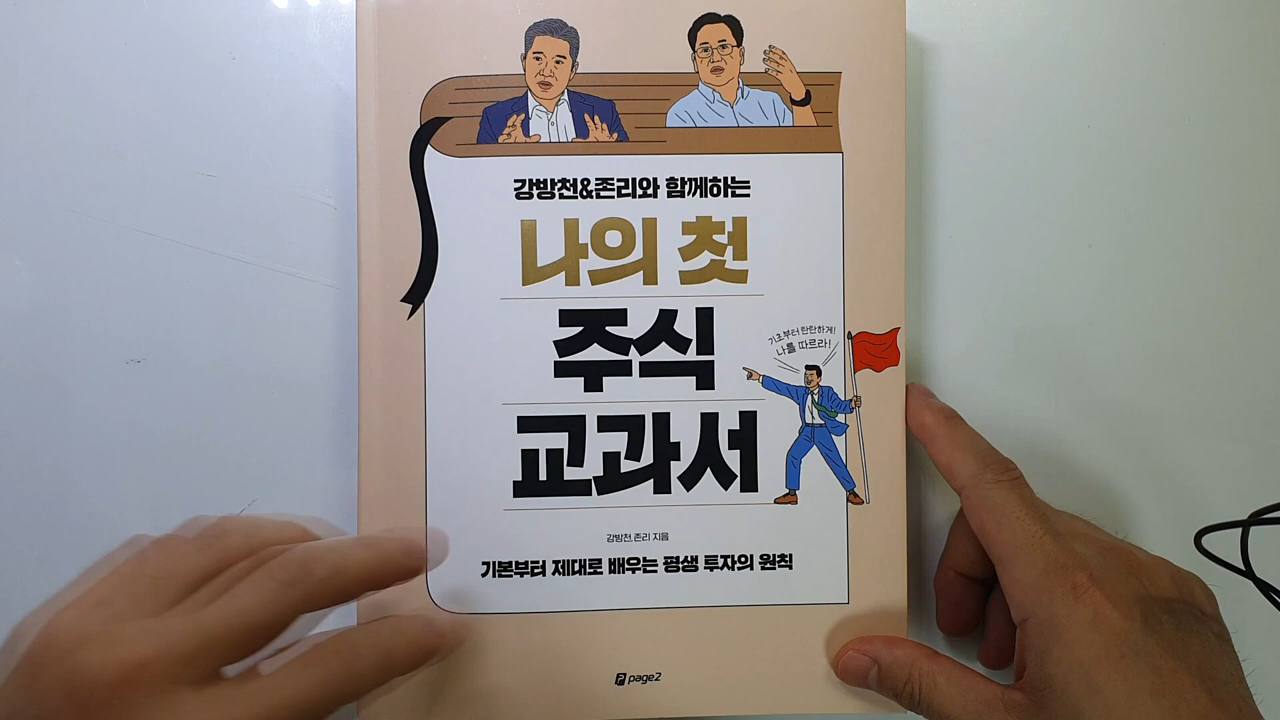 강방천&존리와 함께하는
나의 첫
주식
교과서
기초부터 탄탄하게!
나를 따르라!
강방천, 존리 지음
기본부터 제대로 배우는 평생 투자의 원칙
page2